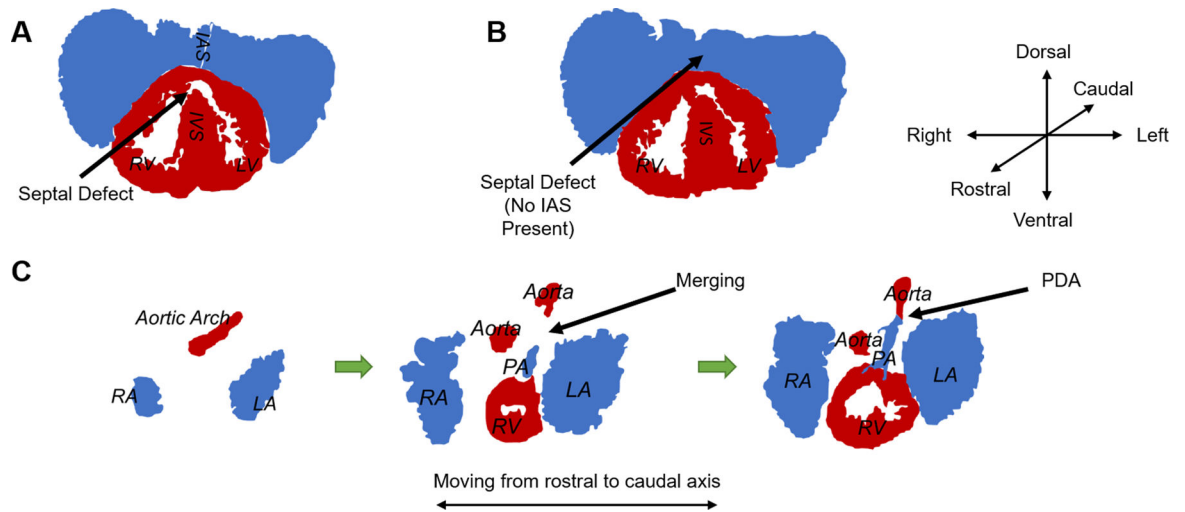 A
IAS
IVS
RV
LV
Septal Defect
B
IVS
RV
LV
Septal Defect
(No IAS
Present)
Dorsal
Caudal
Right
Left
Rostral
Ventral
C
Aortic Arch
RA
LA
Aorta
Merging
Aorta
PA
RA
LA
RV
Aorta
PDA
Aorta
PA
RA
LA
RV
Moving from rostral to caudal axis